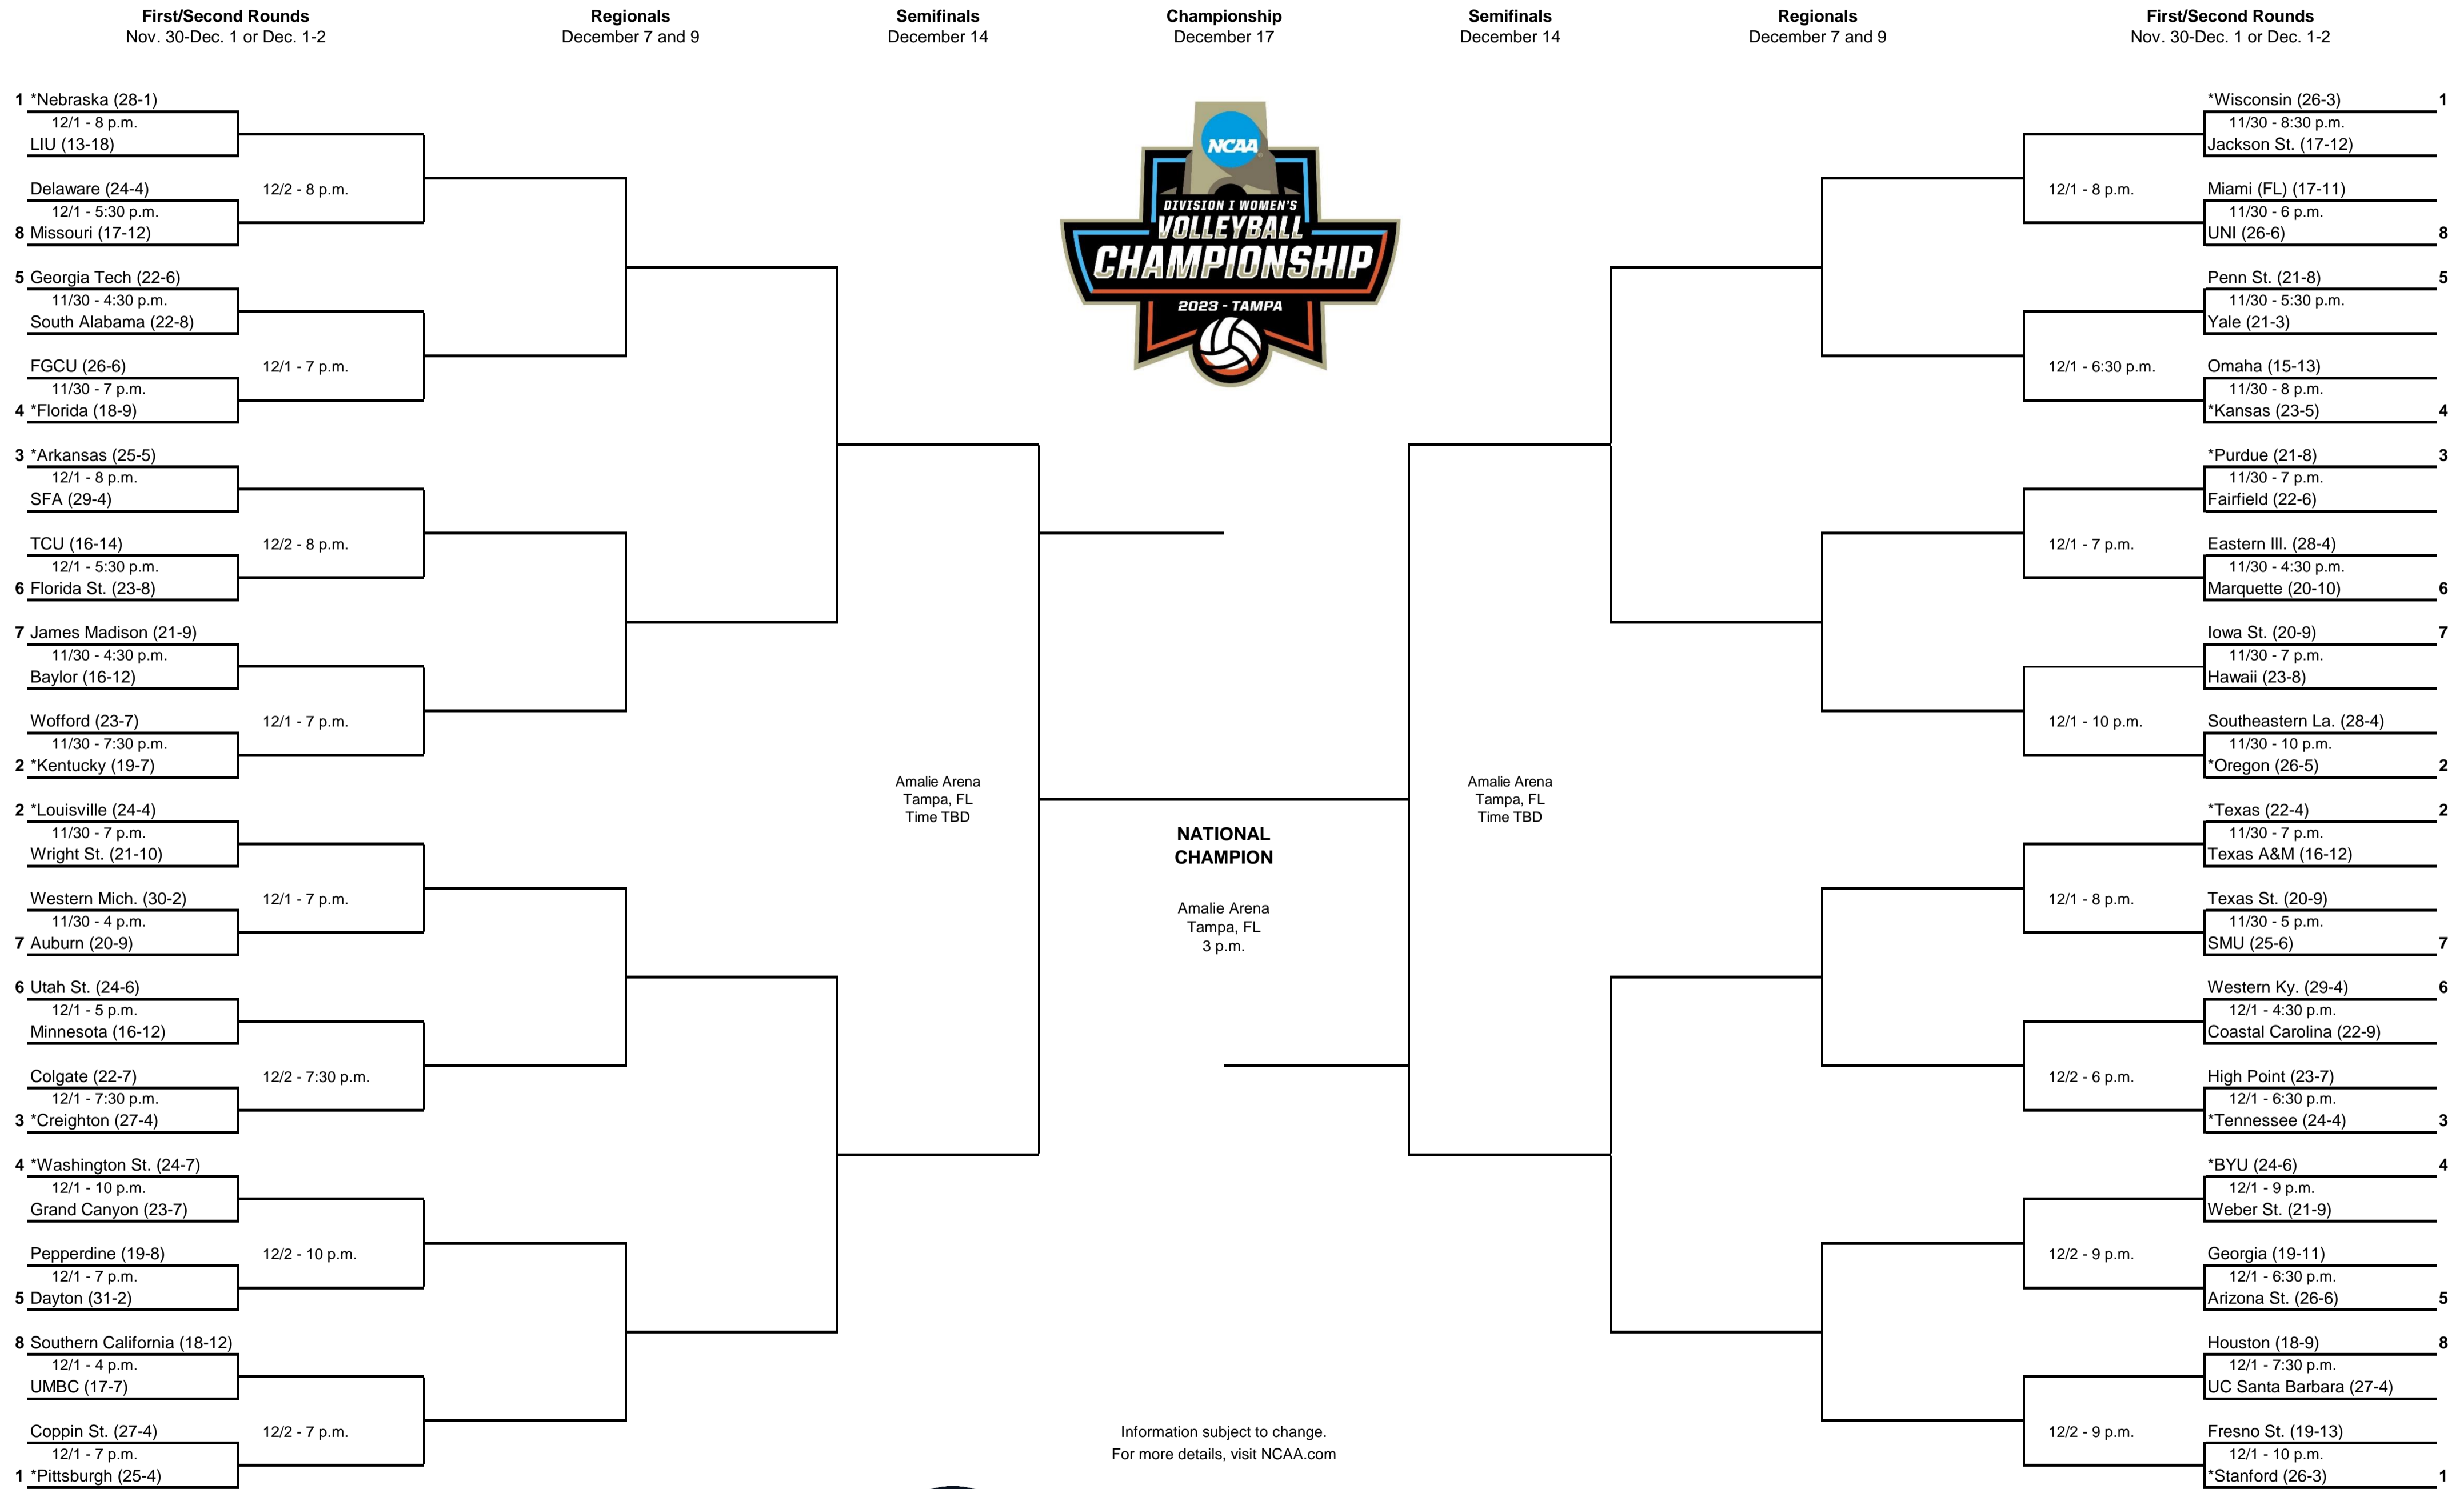 First/Second Rounds
Nov. 30-Dec. 1 or Dec. 1-2
Regionals
December 7 and 9
Semifinals
December 14
Championship
December 17
Semifinals
December 14
Regionals
December 7 and 9
First/Second Rounds
Nov. 30-Dec. 1 or Dec. 1-2
1 *Nebraska (28-1)
12/1 - 8 p.m.
LIU (13-18)
12/2 - 8 p.m.
Delaware (24-4)
12/1 - 5:30 p.m.
8 Missouri (17-12)
5 Georgia Tech (22-6)
11/30 - 4:30 p.m.
South Alabama (22-8)
12/1 - 7 p.m.
FGCU (26-6)
11/30 - 7 p.m.
4 *Florida (18-9)
3 *Arkansas (25-5)
12/1 - 8 p.m.
SFA (29-4)
12/2 - 8 p.m.
TCU (16-14)
12/1 - 5:30 p.m.
6 Florida St. (23-8)
7 James Madison (21-9)
11/30 - 4:30 p.m.
Baylor (16-12)
12/1 - 7 p.m.
Wofford (23-7)
11/30 - 7:30 p.m.
2 *Kentucky (19-7)
2 *Louisville (24-4)
11/30 - 7 p.m.
Wright St. (21-10)
12/1 - 7 p.m.
Western Mich. (30-2)
11/30 - 4 p.m.
7 Auburn (20-9)
6 Utah St. (24-6)
12/1 - 5 p.m.
Minnesota (16-12)
12/2 - 7:30 p.m.
Colgate (22-7)
12/1 - 7:30 p.m.
3 *Creighton (27-4)
4 *Washington St. (24-7)
12/1 - 10 p.m.
Grand Canyon (23-7)
12/2 - 10 p.m.
Pepperdine (19-8)
12/1 - 7 p.m.
5 Dayton (31-2)
8 Southern California (18-12)
12/1 - 4 p.m.
UMBC (17-7)
12/2 - 7 p.m.
Coppin St. (27-4)
12/1 - 7 p.m.
1 *Pittsburgh (25-4)
NCAA
DIVISION I WOMEN'S
VOLLEYBALL
CHAMPIONSHIP
2023 - TAMPA
Amalie Arena
Tampa, FL
Time TBD
NATIONAL
CHAMPION
Amalie Arena
Tampa, FL
3 p.m.
Amalie Arena
Tampa, FL
Time TBD
Information subject to change.
For more details, visit NCAA.com
*Wisconsin (26-3) 1
11/30 - 8:30 p.m.
Jackson St. (17-12)
12/1 - 8 p.m.
Miami (FL) (17-11)
11/30 - 6 p.m.
UNI (26-6) 8
Penn St. (21-8) 5
11/30 - 5:30 p.m.
Yale (21-3)
12/1 - 6:30 p.m.
Omaha (15-13)
11/30 - 8 p.m.
*Kansas (23-5) 4
*Purdue (21-8) 3
11/30 - 7 p.m.
Fairfield (22-6)
12/1 - 7 p.m.
Eastern Ill. (28-4)
11/30 - 4:30 p.m.
Marquette (20-10) 6
Iowa St. (20-9) 7
11/30 - 7 p.m.
Hawaii (23-8)
12/1 - 10 p.m.
Southeastern La. (28-4)
11/30 - 10 p.m.
*Oregon (26-5) 2
*Texas (22-4) 2
11/30 - 7 p.m.
Texas A&M (16-12)
12/1 - 8 p.m.
Texas St. (20-9)
11/30 - 5 p.m.
SMU (25-6) 7
Western Ky. (29-4) 6
12/1 - 4:30 p.m.
Coastal Carolina (22-9)
12/2 - 6 p.m.
High Point (23-7)
12/1 - 6:30 p.m.
*Tennessee (24-4) 3
*BYU (24-6) 4
12/1 - 9 p.m.
Weber St. (21-9)
12/2 - 9 p.m.
Georgia (19-11)
12/1 - 6:30 p.m.
Arizona St. (26-6) 5
Houston (18-9) 8
12/1 - 7:30 p.m.
UC Santa Barbara (27-4)
12/2 - 9 p.m.
Fresno St. (19-13)
12/1 - 10 p.m.
*Stanford (26-3) 1